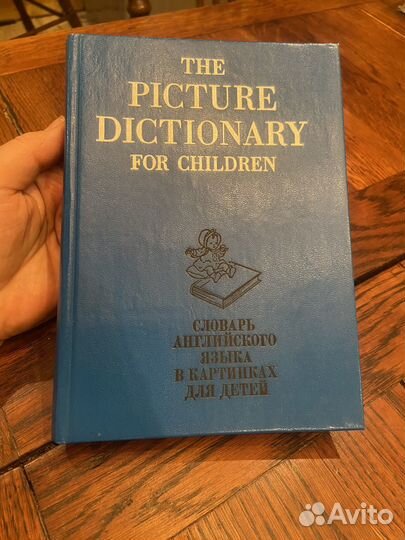 THE
PICTURE
DICTIONARY
FOR CHILDREN
СЛОВАРЬ
АНГЛИЙСКОГО
ЯЗЫКА
В КАРТИНКАХ
ДЛЯ ДЕТЕЙ
Avito